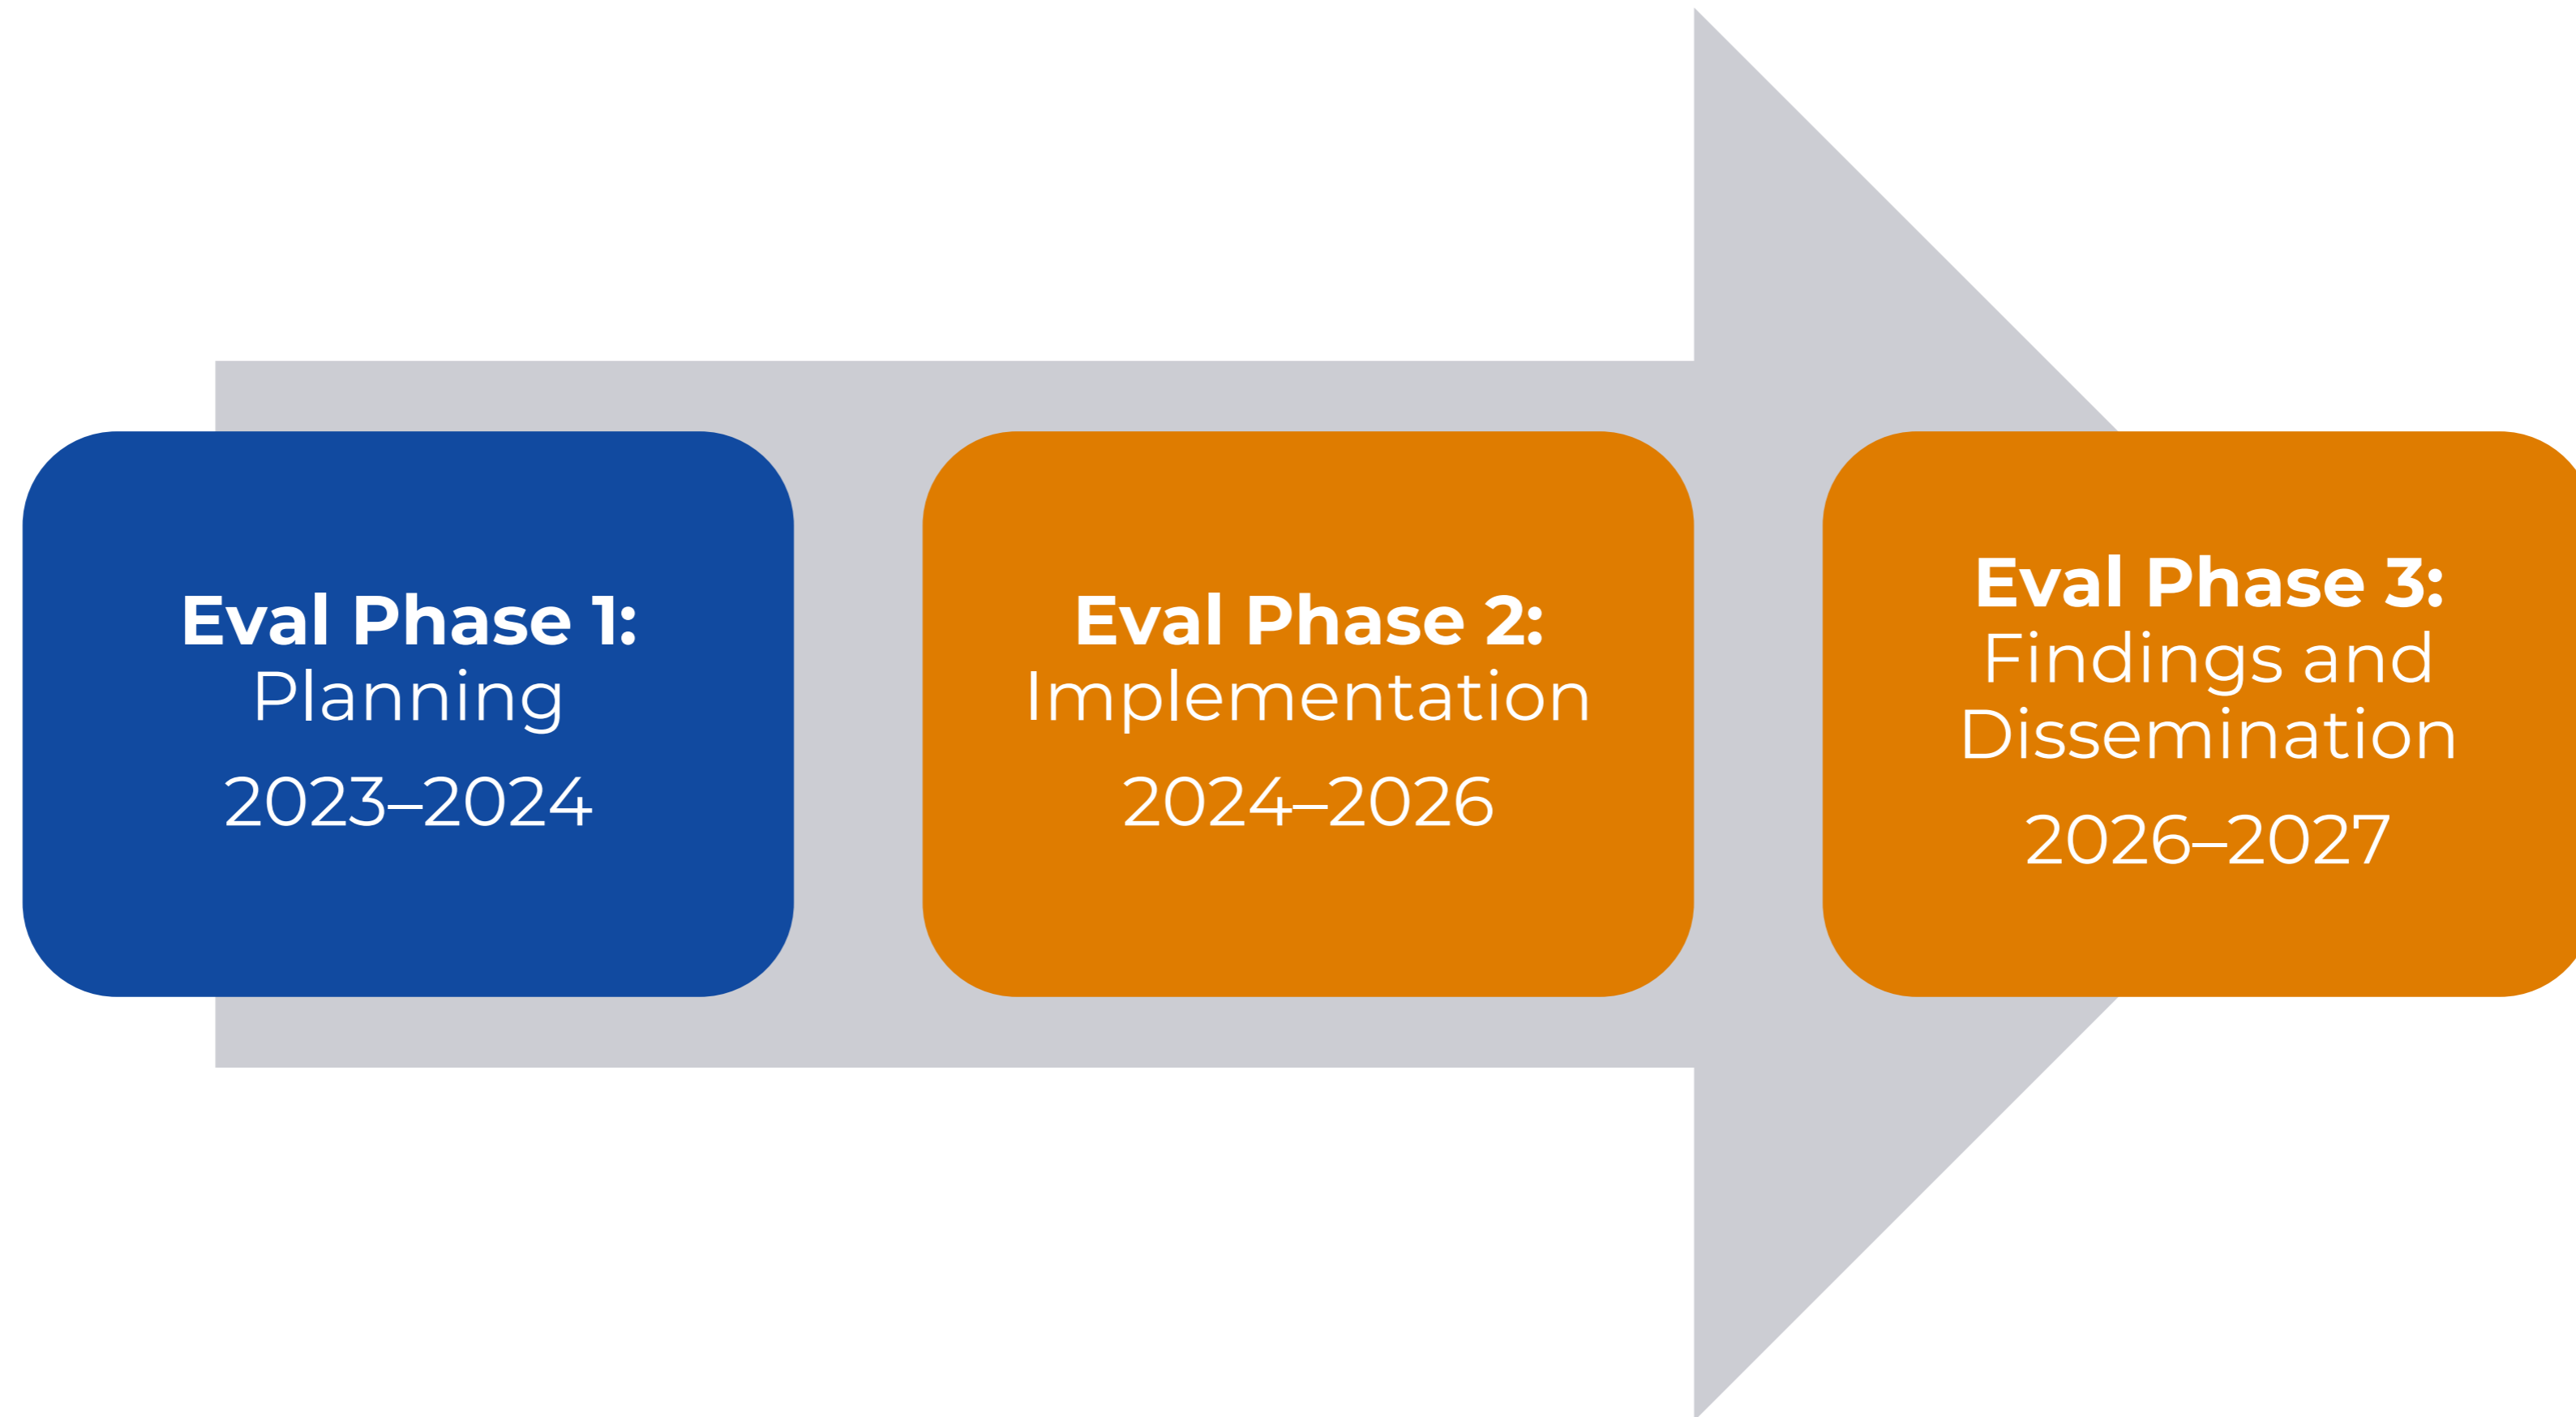 Eval Phase 1:
Planning
2023–2024
Eval Phase 2:
Implementation
2024–2026
Eval Phase 3:
Findings and
Dissemination
2026–2027